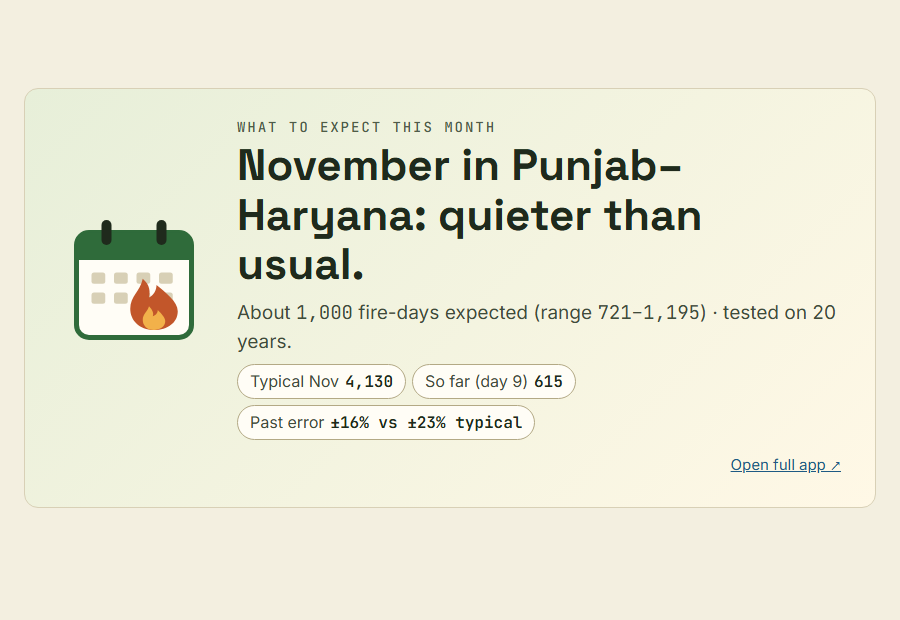 WHAT TO EXPECT THIS MONTH
November in Punjab–
Haryana: quieter than
usual.
About 1,000 fire-days expected (range 721–1,195) · tested on 20
years.
Typical Nov 4,130
So far (day 9) 615
Past error ±16% vs ±23% typical
Open full app ↗